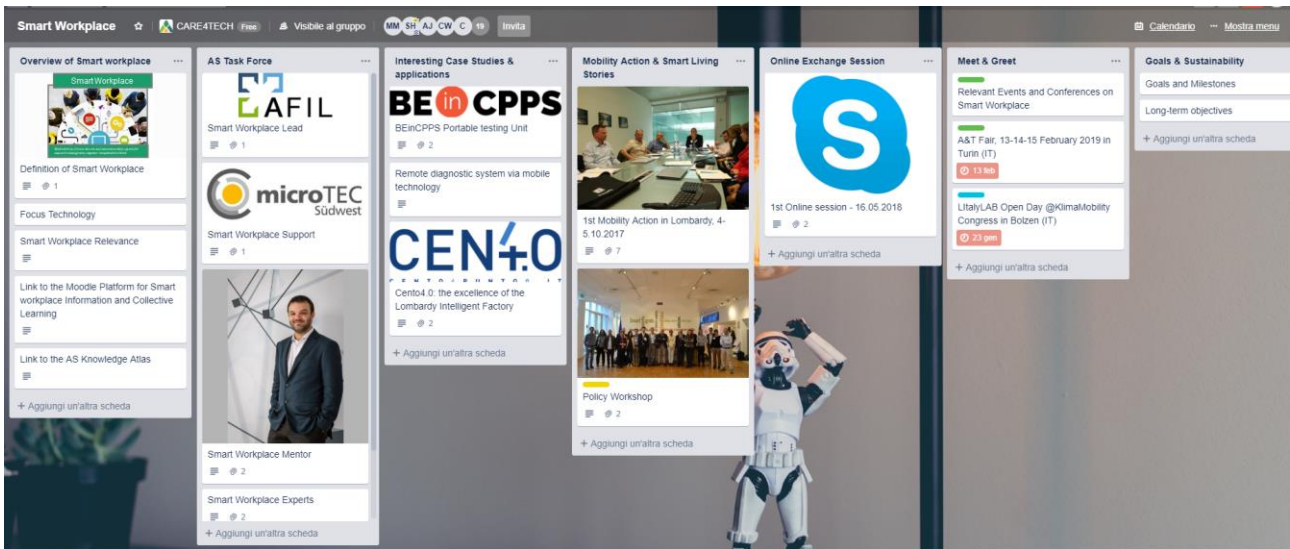 Smart Workplace
CARE4TECH Free
Visibile al gruppo
MM SH AJ CW C 19
Invita
Calendario
··· Mostra menu
Overview of Smart workplace
Smart Workplace
Definition of Smart Workplace
1
Focus Technology
Smart Workplace Relevance
Link to the Moodle Platform for Smart
workplace Information and Collective
Learning
Link to the AS Knowledge Atlas
+ Aggiungi un'altra scheda
AS Task Force
AFIL
Smart Workplace Lead
1
microTEC
Südwest
Smart Workplace Support
1
Smart Workplace Mentor
2
Smart Workplace Experts
2
+ Aggiungi un'altra scheda
Interesting Case Studies &
applications
BE in CPPS
BEinCPPS Portable testing Unit
2
Remote diagnostic system via mobile
technology
CEN4.0
CENTO4PUNTO0.IT
Cento4.0: the excellence of the
Lombardy Intelligent Factory
2
+ Aggiungi un'altra scheda
Mobility Action & Smart Living
Stories
1st Mobility Action in Lombardy, 4-
5.10.2017
7
Policy Workshop
2
+ Aggiungi un'altra scheda
Online Exchange Session
S
1st Online session - 16.05.2018
2
+ Aggiungi un'altra scheda
Meet & Greet
Relevant Events and Conferences on
Smart Workplace
A&T Fair, 13-14-15 February 2019 in
Turin (IT)
13 feb
LItalyLAB Open Day @KlimaMobility
Congress in Bolzen (IT)
23 gen
+ Aggiungi un'altra scheda
Goals & Sustainability
Goals and Milestones
Long-term objectives
+ Aggiungi un'altra scheda